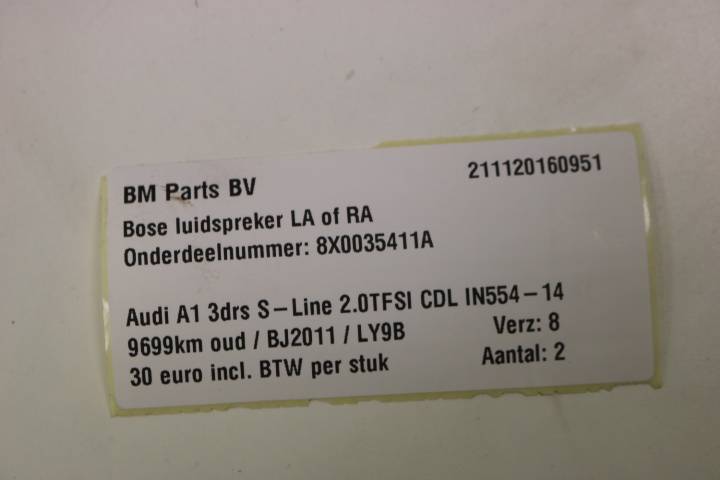 BM Parts BV 211120160951
Bose luidspreker LA of RA
Onderdeelnummer: 8X0035411A
Audi A1 3drs S-Line 2.0TFSI CDL IN554-14
9699km oud / BJ2011 / LY9B Verz: 8
30 euro incl. BTW per stuk Aantal: 2